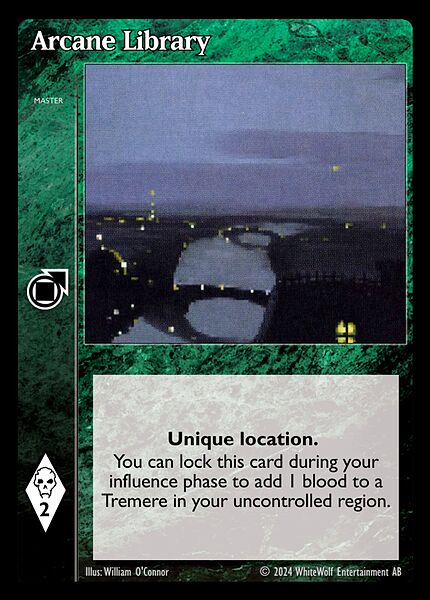 Arcane Library
MASTER
Unique location.
You can lock this card during your
influence phase to add 1 blood to a
Tremere in your uncontrolled region.
2
Illus: William O'Connor
© 2024 WhiteWolf Entertainment AB